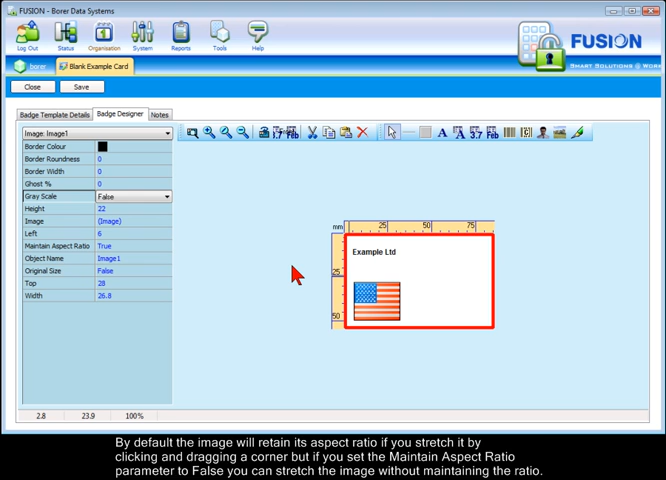 FUSION - Borer Data Systems
Log Out
Status
Organisation
System
Reports
Tools
Help
FUSION
SMART SOLUTIONS @ WORK
borer
Blank Example Card
Close
Save
Badge Template Details
Badge Designer
Notes
Image: Image1
Border Colour
Border Roundness 0
Border Width 0
Ghost % 0
Gray Scale False
Height 22
Image (Image)
Left 6
Maintain Aspect Ratio True
Object Name Image1
Original Size False
Top 28
Width 26.8
mm 25 50 75
25
50
Example Ltd
2.8 23.9 100%
By default the image will retain its aspect ratio if you stretch it by
clicking and dragging a corner but if you set the Maintain Aspect Ratio
parameter to False you can stretch the image without maintaining the ratio.